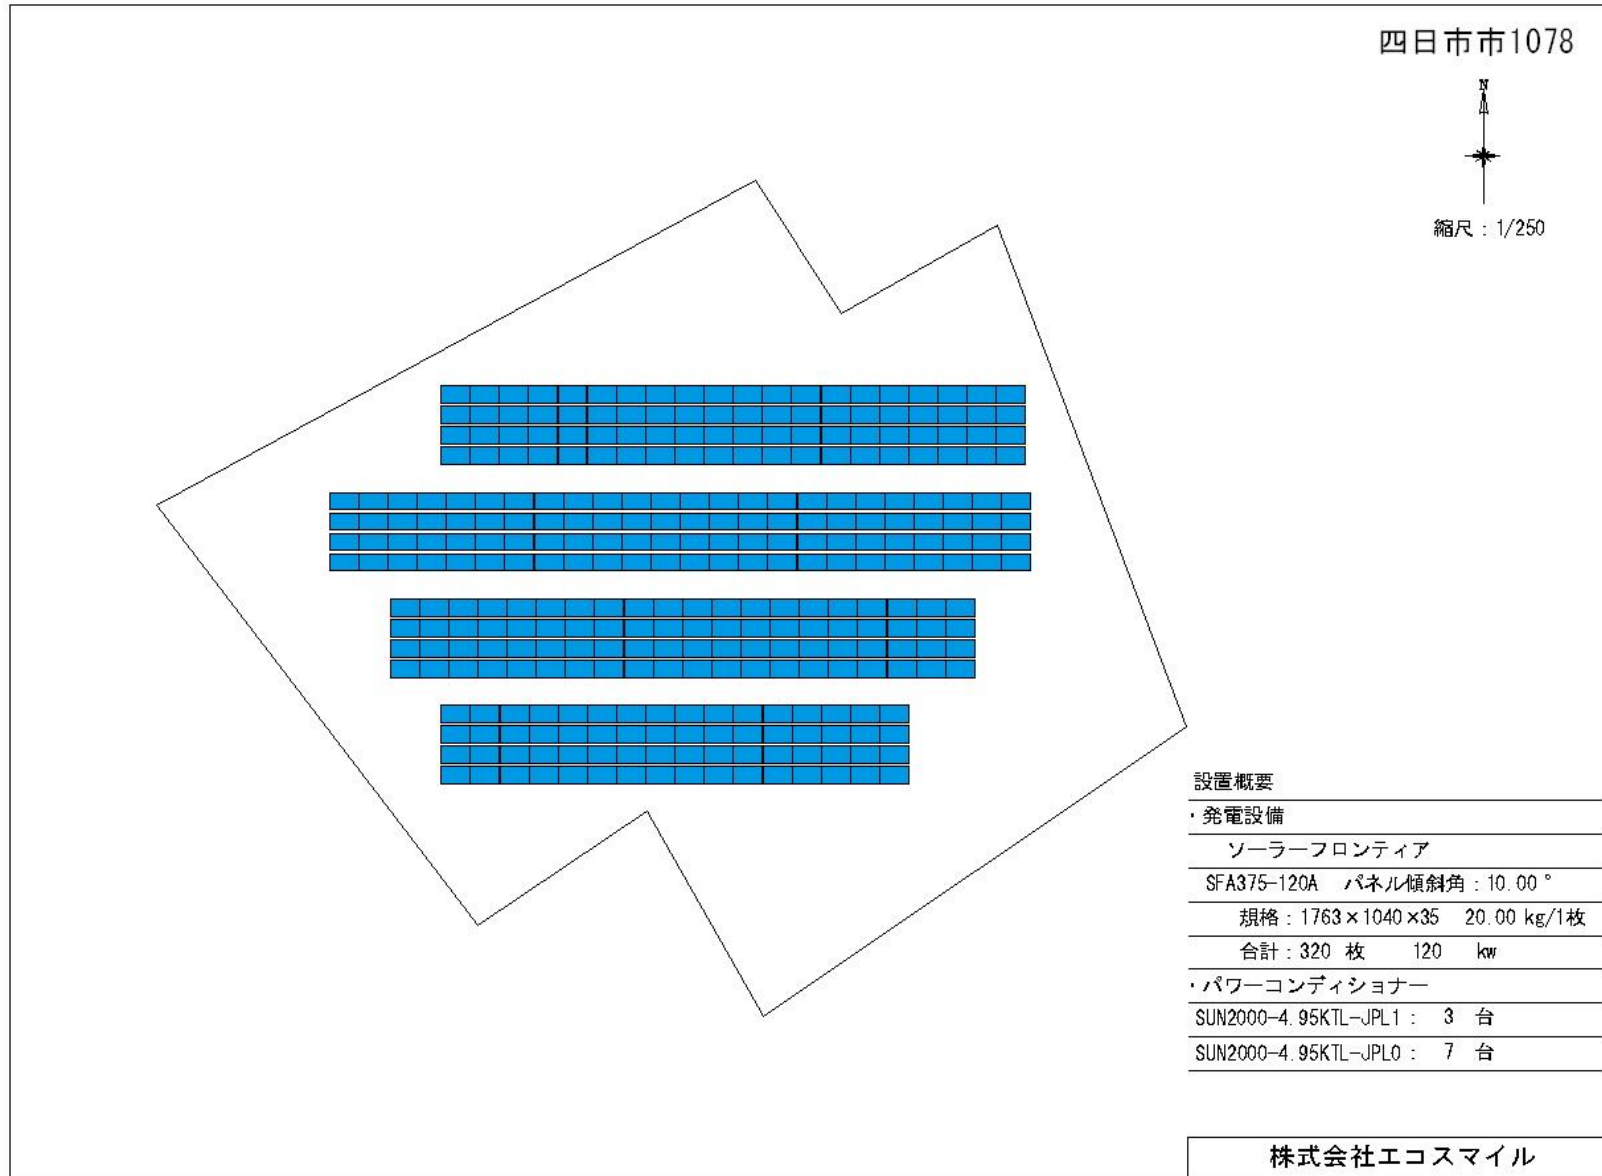 四日市市1078
N
縮尺：1/250
設置概要
・発電設備
ソーラーフロンティア
SFA375-120A パネル傾斜角：10.00°
規格：1763×1040×35 20.00 kg/1枚
合計：320 枚 120 kw
・パワーコンディショナー
SUN2000-4.95KTL-JPL1： 3 台
SUN2000-4.95KTL-JPL0： 7 台
株式会社エコスマイル